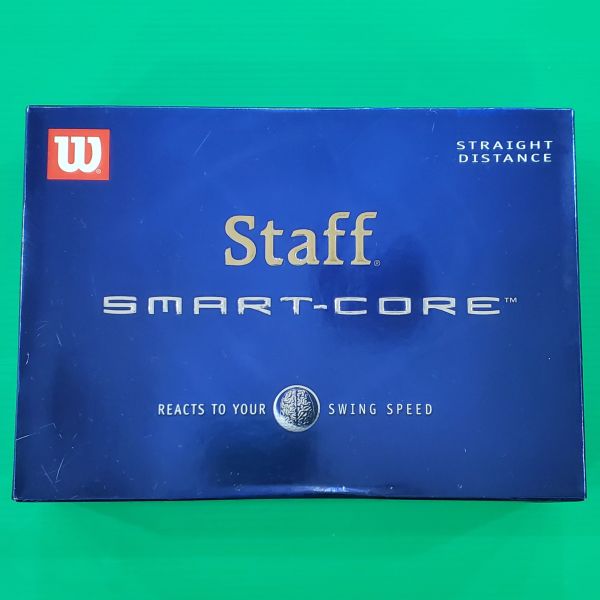 W®
STRAIGHT
DISTANCE
Staff®
SMART-CORE™
REACTS TO YOUR SWING SPEED